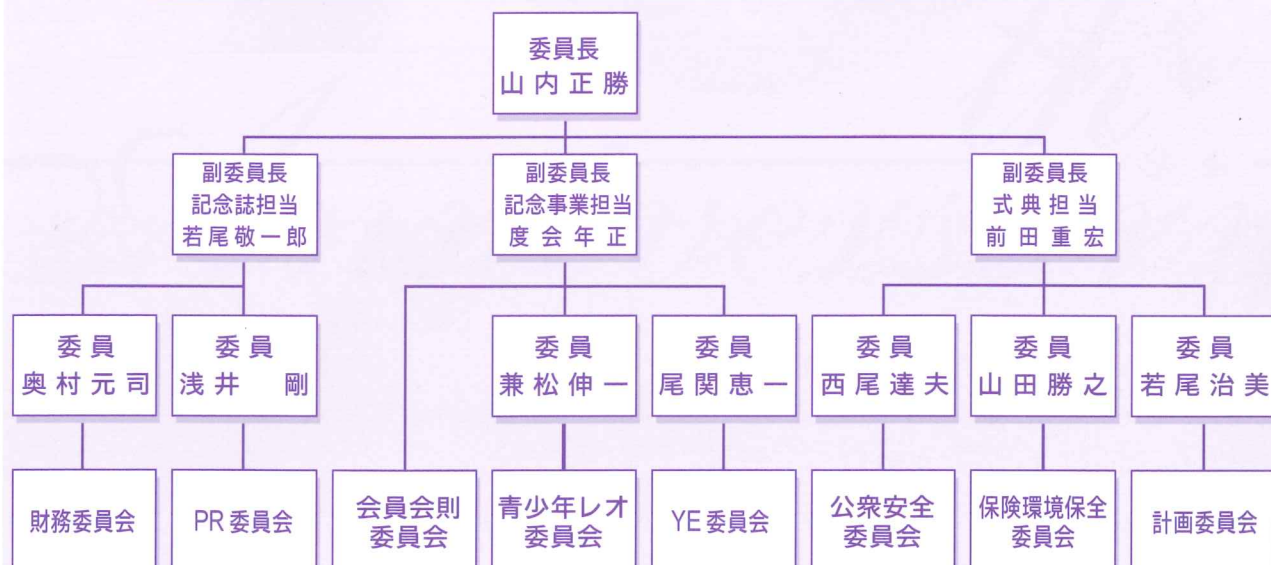 委員長
山内正勝
副委員長
記念誌担当
若尾敬一郎
副委員長
記念事業担当
度会年正
副委員長
式典担当
前田重宏
委員
奥村元司
委員
浅井 剛
委員
兼松伸一
委員
尾関恵一
委員
西尾達夫
委員
山田勝之
委員
若尾治美
財務委員会
PR委員会
会員会則
委員会
青少年レオ
委員会
YE委員会
公衆安全
委員会
保険環境保全
委員会
計画委員会